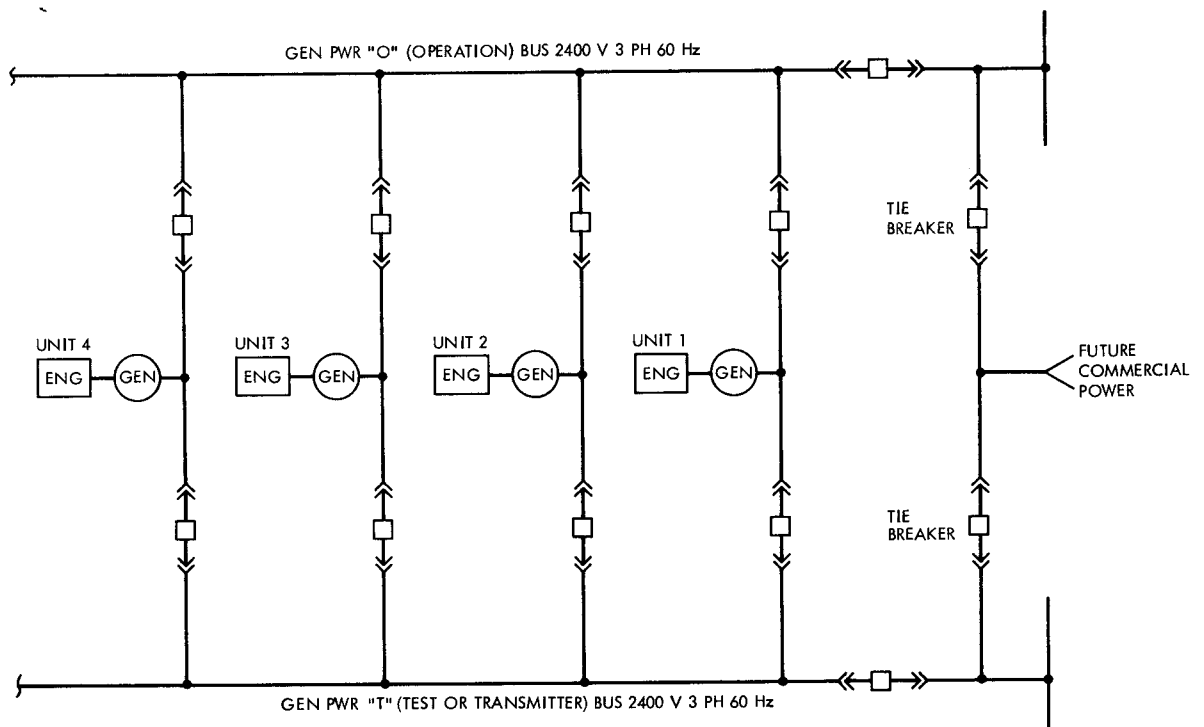 GEN PWR "O" (OPERATION) BUS 2400 V 3 PH 60 Hz
TIE
BREAKER
UNIT 4
ENG
GEN
UNIT 3
ENG
GEN
UNIT 2
ENG
GEN
UNIT 1
ENG
GEN
FUTURE
COMMERCIAL
POWER
TIE
BREAKER
GEN PWR "T" (TEST OR TRANSMITTER) BUS 2400 V 3 PH 60 Hz